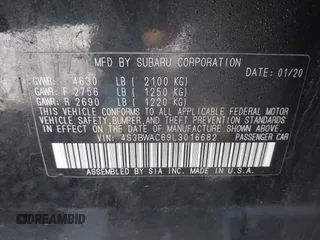 MFD BY SUBARU CORPORATION
DATE: 01/20
GVWR: 4630 LB ( 2100 KG)
GAWR: F 2756 LB ( 1250 KG)
GAWR: R 2690 LB ( 1220 KG)
THIS VEHICLE CONFORMS TO ALL APPLICABLE FEDERAL MOTOR
VEHICLE SAFETY, BUMPER, AND THEFT PREVENTION STANDARDS
IN EFFECT ON THE DATE OF MANUFACTURE SHOWN ABOVE.
VIN: 4S3BWAC69L3016682 PASSENGER CAR
ASSEMBLED BY SIA INC. MADE IN U.S.A.
DREAMBID